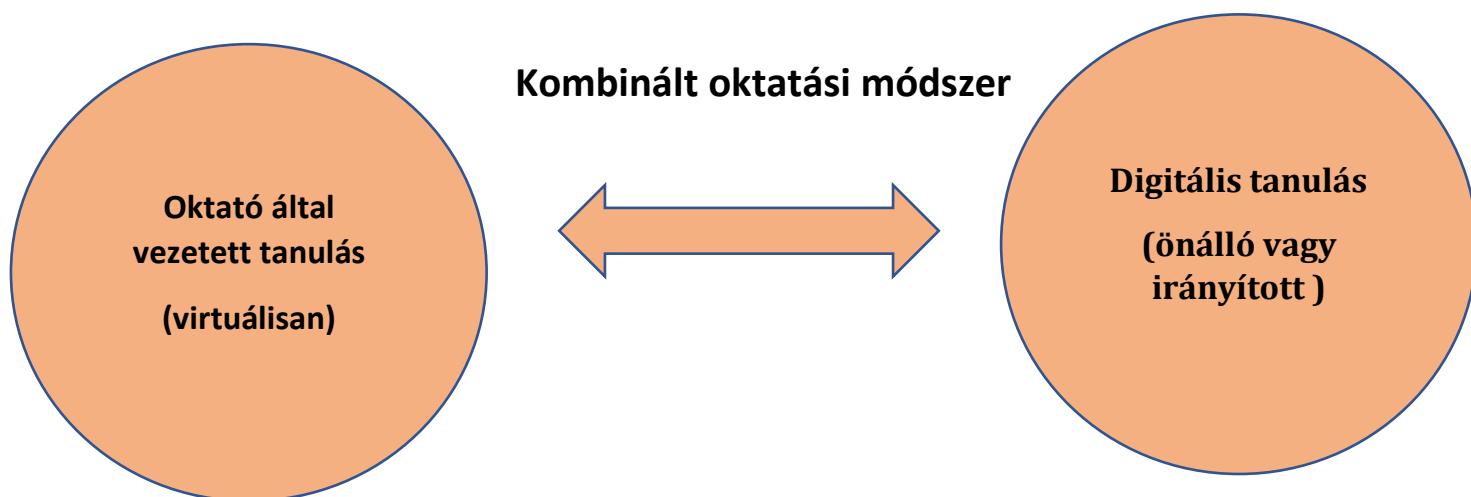 Kombinált oktatási módszer
Oktató által
vezetett tanulás
(virtuálisan)
Digitális tanulás
(önálló vagy
irányított )